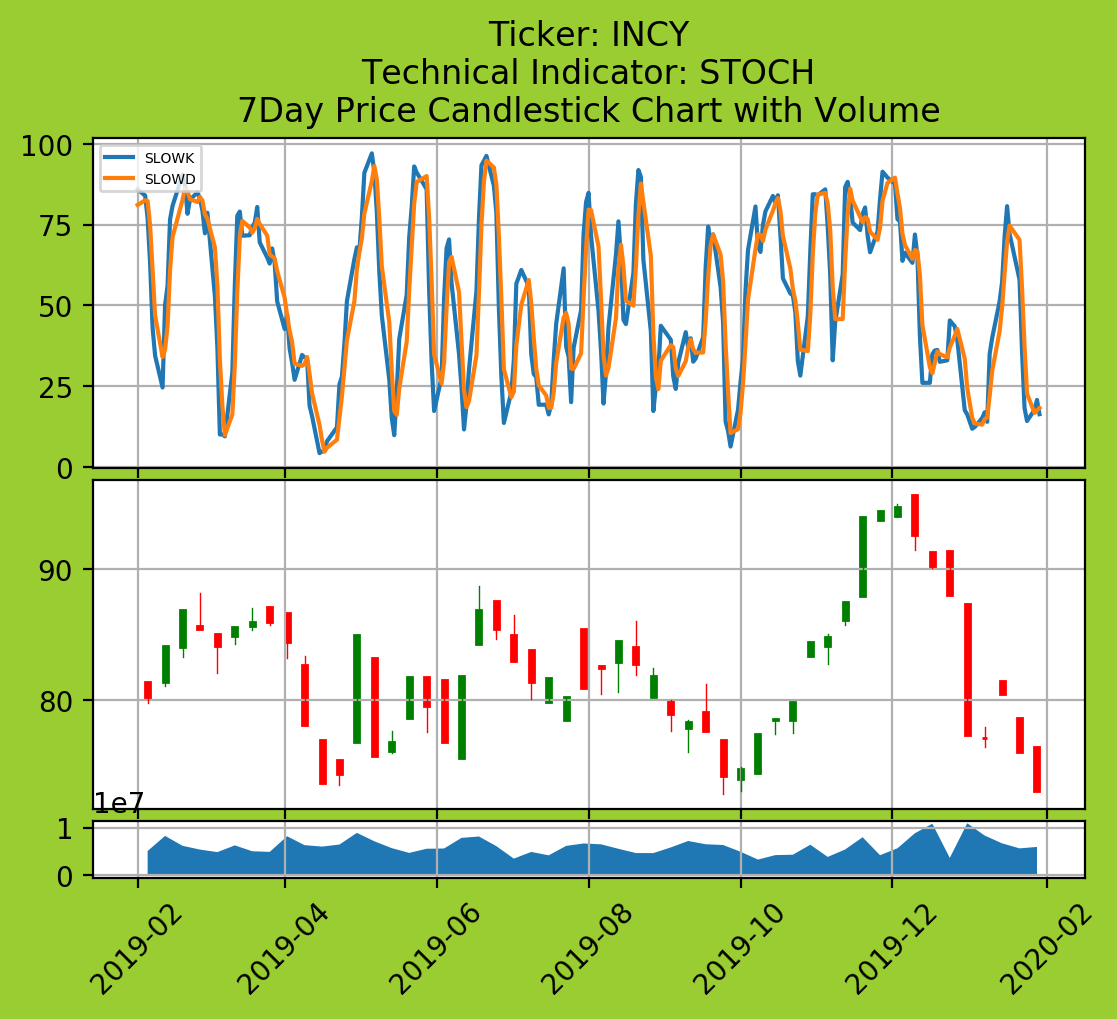 Ticker: INCY
Technical Indicator: STOCH
7Day Price Candlestick Chart with Volume
100
75
50
25
0
SLOWK
SLOWD
90
80
1e7
1
0
2019-02
2019-04
2019-06
2019-08
2019-10
2019-12
2020-02